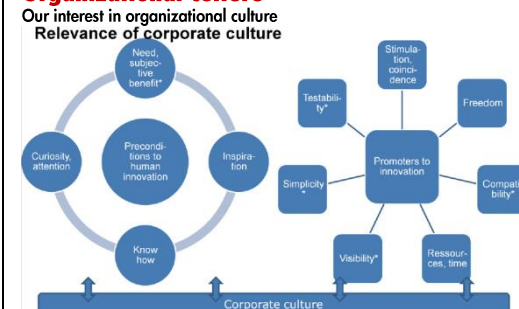 Our interest in organizational culture
Relevance of corporate culture
Need,
subjec-
tive
benefit*
Curiosity,
attention
Precondi-
tions to
human
innovation
Inspira-
tion
Know
how
Stimula-
tion,
coinci-
dence
Testabili-
ty*
Freedom
Promoters to
innovation
Simplicity
*
Compati
bility*
Visibility*
Ressour-
ces, time
Corporate culture